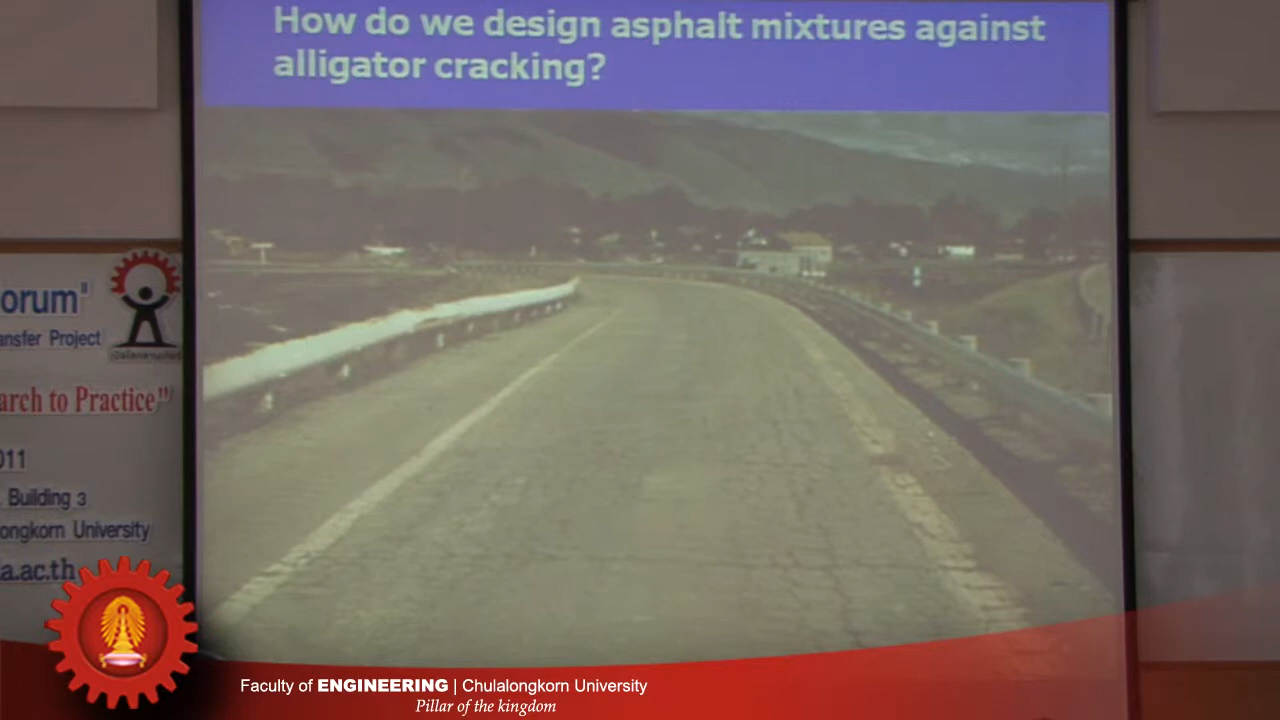 How do we design asphalt mixtures against
alligator cracking?
orum"
ansfer Project
arch to Practice"
011
Building 3
ongkorn University
a.ac.th
Faculty of ENGINEERING | Chulalongkorn University
Pillar of the kingdom